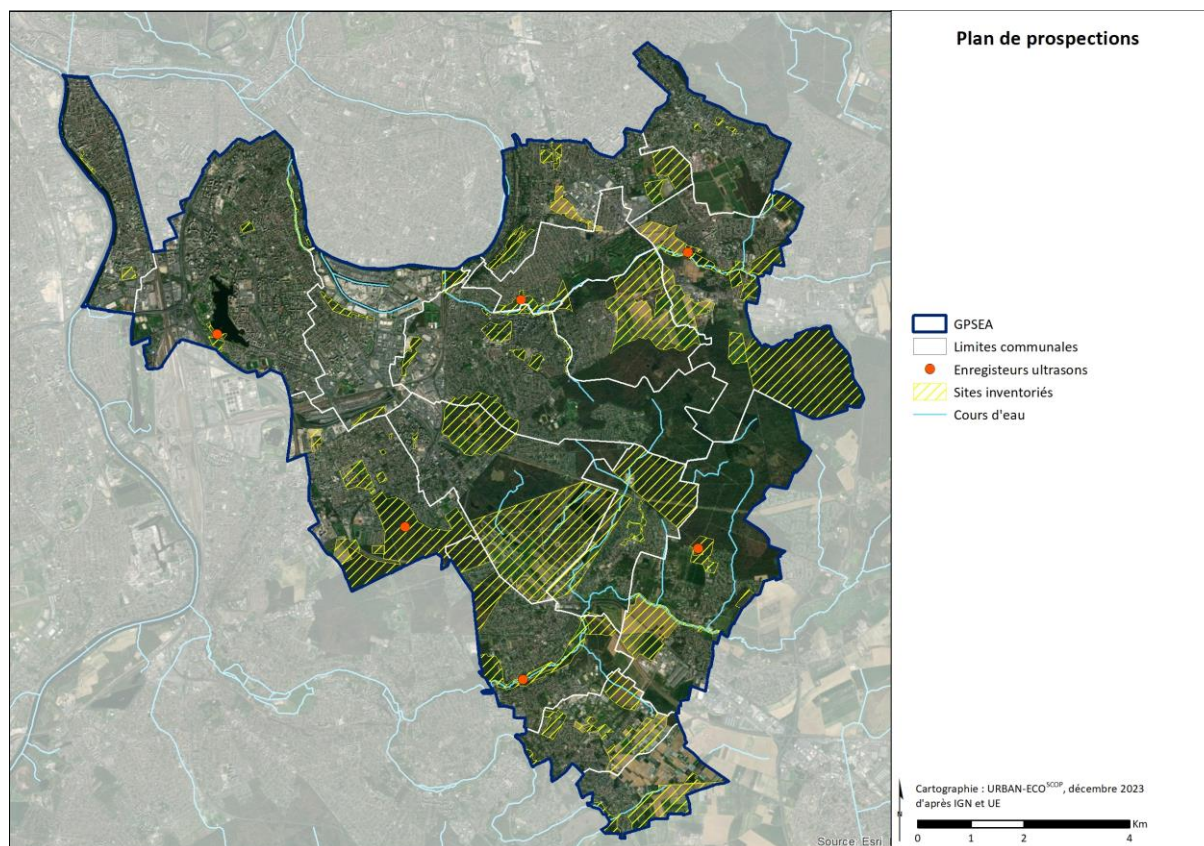 Plan de prospections
GPSEA
Limites communales
Enregisteurs ultrasons
Sites inventoriés
Cours d'eau
Cartographie : URBAN-ECO SCOP, décembre 2023
d'après IGN et UE
N
Km
0 1 2 4
Source: Esri